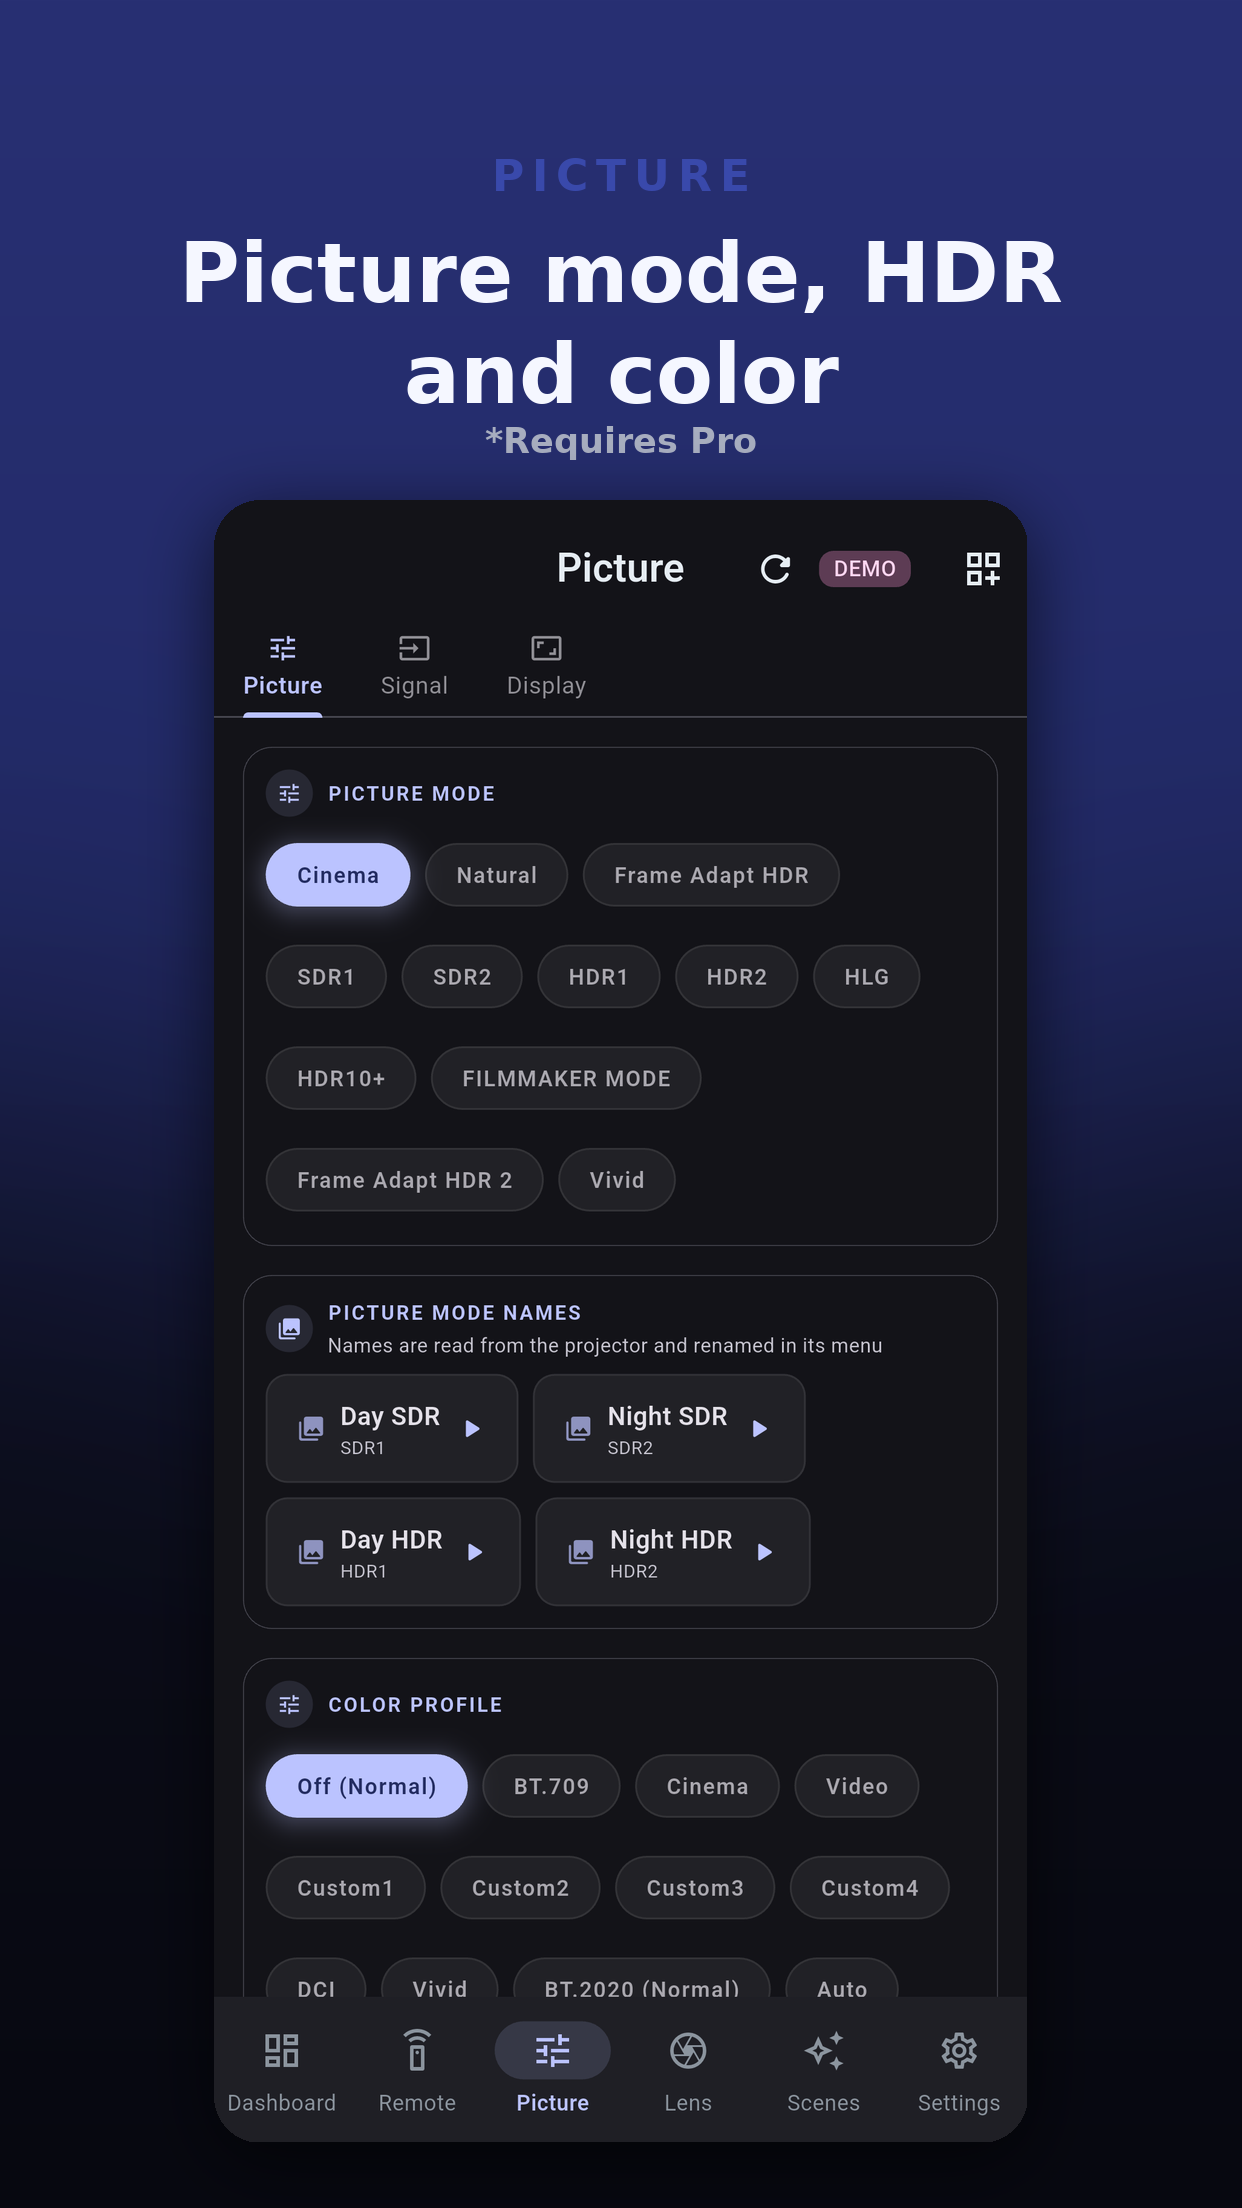 PICTURE
Picture mode, HDR
and color
*Requires Pro
Picture
DEMO
Picture
Signal
Display
PICTURE MODE
Cinema
Natural
Frame Adapt HDR
SDR1
SDR2
HDR1
HDR2
HLG
HDR10+
FILMMAKER MODE
Frame Adapt HDR 2
Vivid
PICTURE MODE NAMES
Names are read from the projector and renamed in its menu
Day SDR
SDR1
Night SDR
SDR2
Day HDR
HDR1
Night HDR
HDR2
COLOR PROFILE
Off (Normal)
BT.709
Cinema
Video
Custom1
Custom2
Custom3
Custom4
DCI
Vivid
BT.2020 (Normal)
Auto
Dashboard
Remote
Picture
Lens
Scenes
Settings